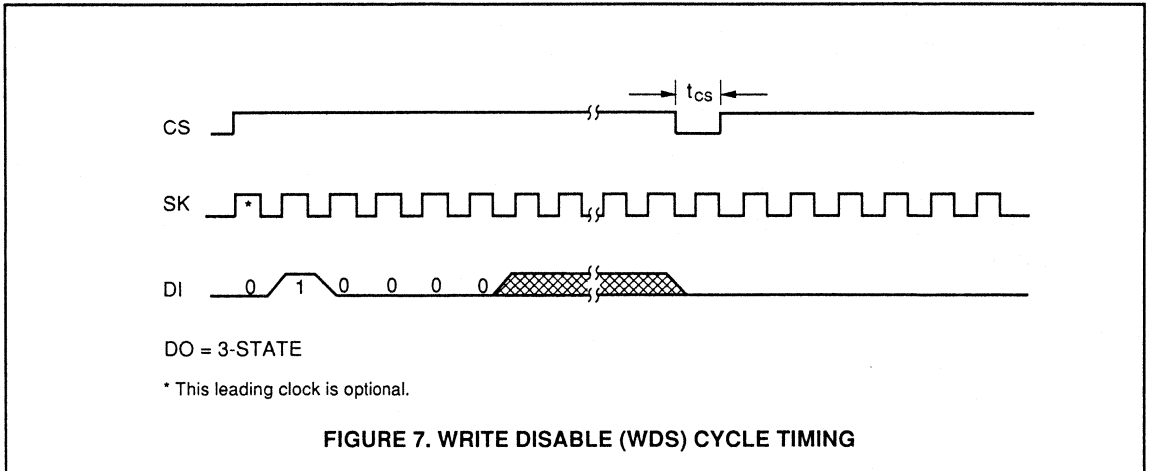 tCS
CS
SK *
DI 0 1 0 0 0 0
DO = 3-STATE
* This leading clock is optional.
FIGURE 7. WRITE DISABLE (WDS) CYCLE TIMING